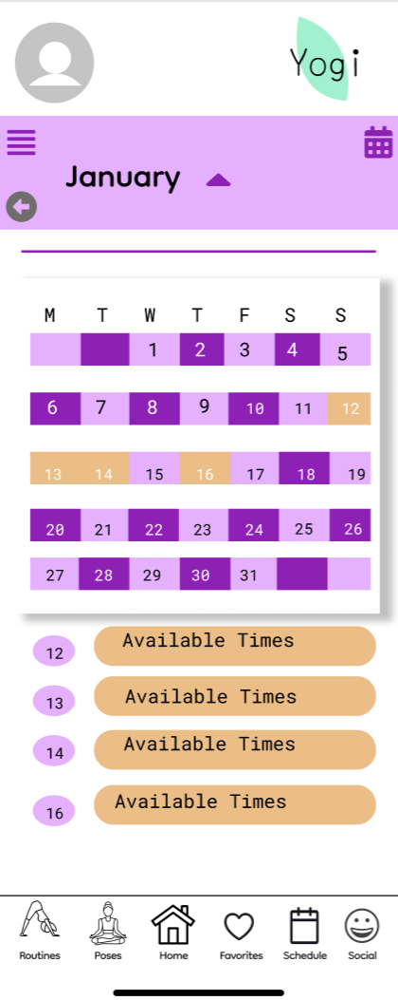 Yogi
January
M T W T F S S
1 2 3 4 5
6 7 8 9 10 11 12
13 14 15 16 17 18 19
20 21 22 23 24 25 26
27 28 29 30 31
12 Available Times
13 Available Times
14 Available Times
16 Available Times
Routines Poses Home Favorites Schedule Social